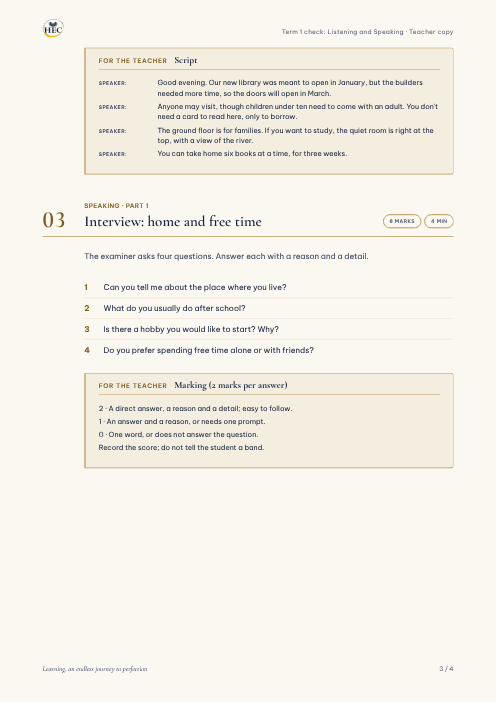 HEC
Term 1 check: Listening and Speaking · Teacher copy
FOR THE TEACHER Script
SPEAKER: Good evening. Our new library was meant to open in January, but the builders
needed more time, so the doors will open in March.
SPEAKER: Anyone may visit, though children under ten need to come with an adult. You don't
need a card to read here, only to borrow.
SPEAKER: The ground floor is for families. If you want to study, the quiet room is right at the
top, with a view of the river.
SPEAKER: You can take home six books at a time, for three weeks.
SPEAKING · PART 1
03 Interview: home and free time 8 MARKS 4 MIN
The examiner asks four questions. Answer each with a reason and a detail.
1 Can you tell me about the place where you live?
2 What do you usually do after school?
3 Is there a hobby you would like to start? Why?
4 Do you prefer spending free time alone or with friends?
FOR THE TEACHER Marking (2 marks per answer)
2 · A direct answer, a reason and a detail; easy to follow.
1 · An answer and a reason, or needs one prompt.
0 · One word, or does not answer the question.
Record the score; do not tell the student a band.
Learning, an endless journey to perfection 3 / 4